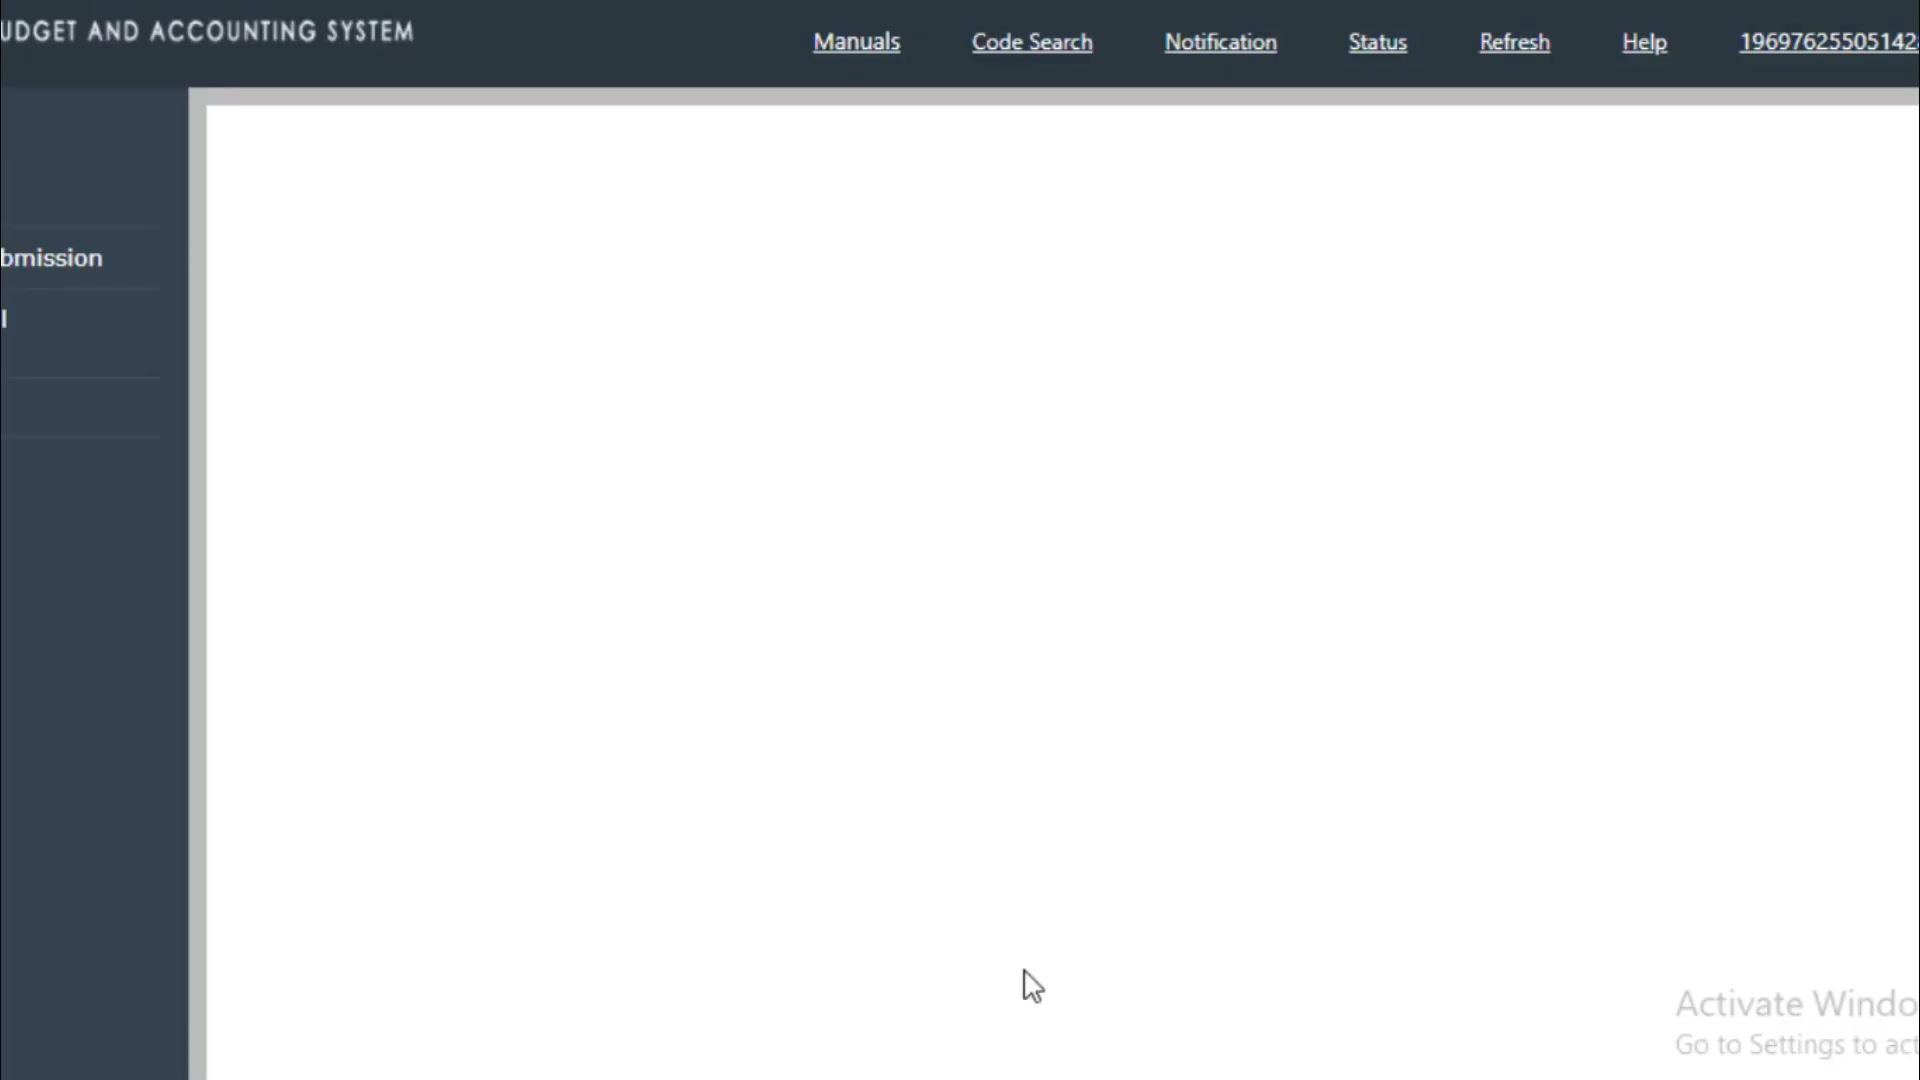 UDGET AND ACCOUNTING SYSTEM
Manuals Code Search Notification Status Refresh Help 19697625505142
bmission
l
Activate Windo
Go to Settings to act